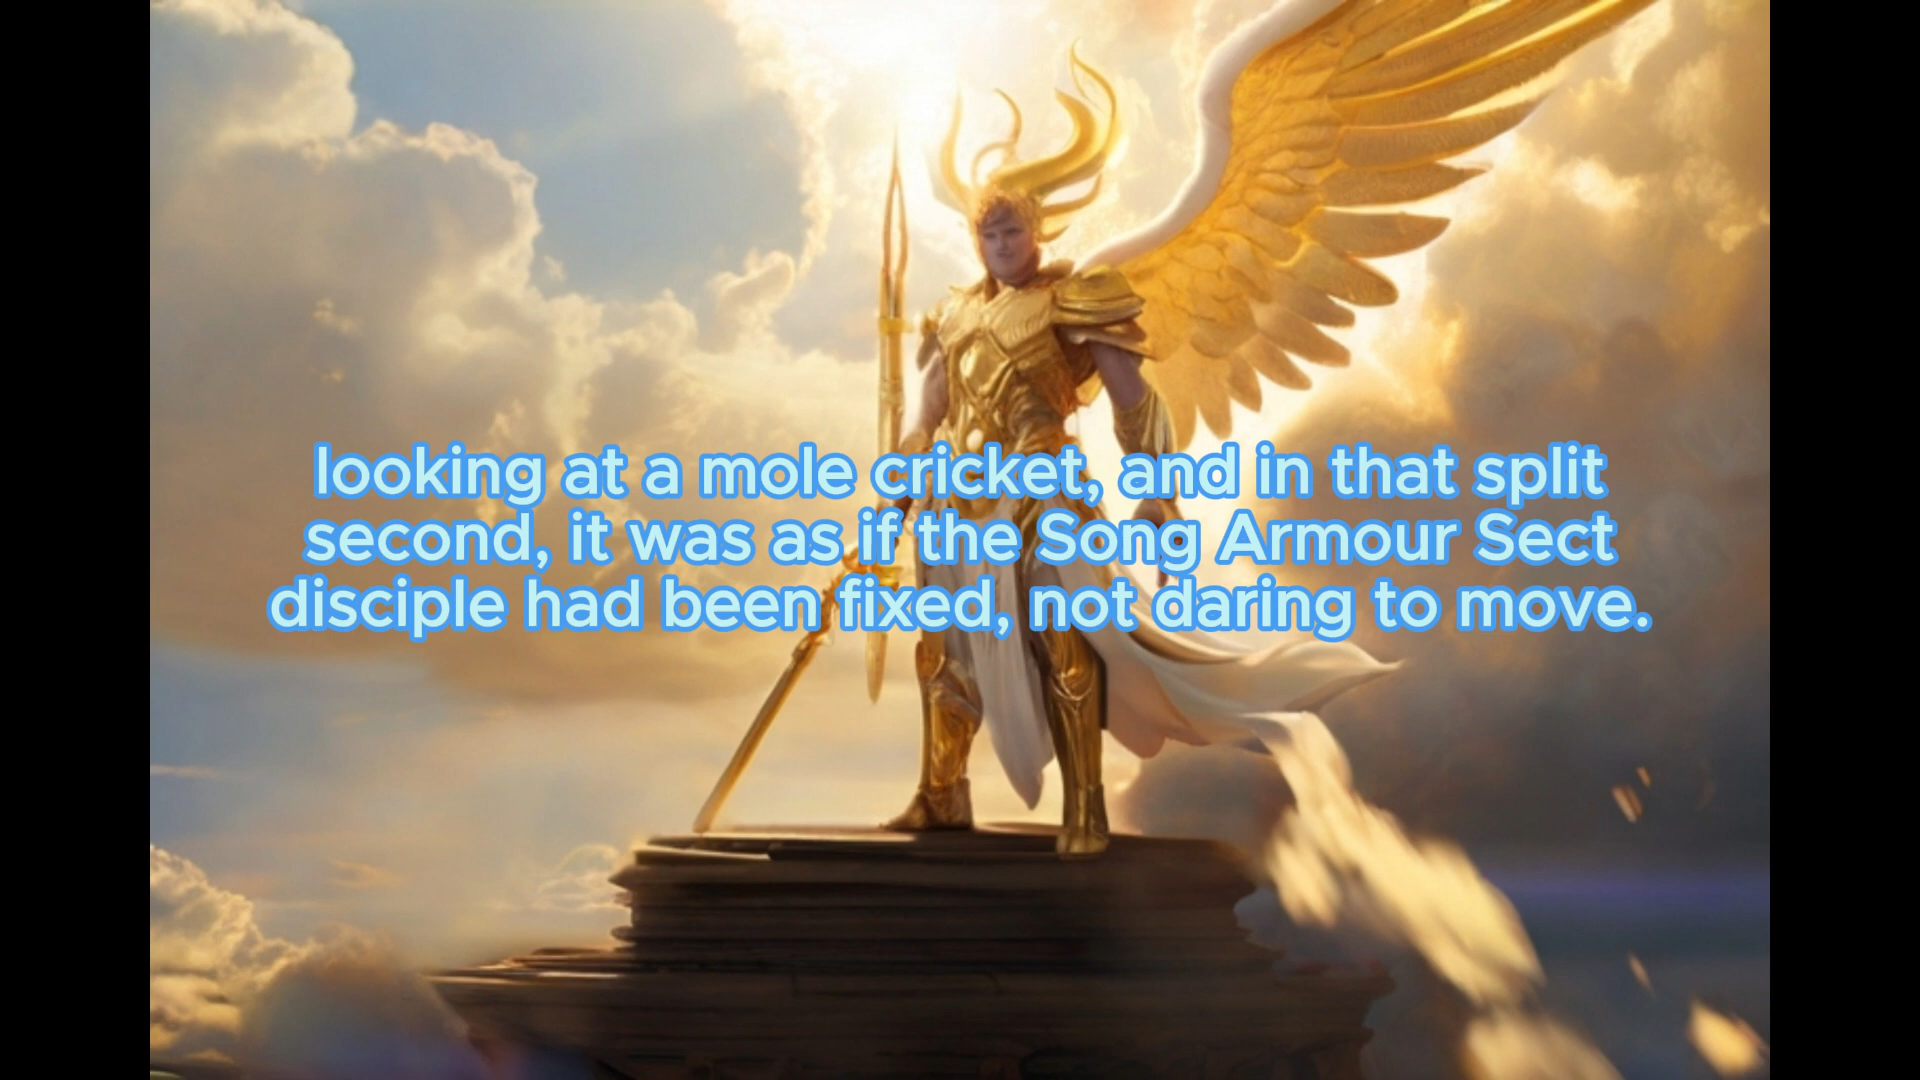 looking at a mole cricket, and in that split
second, it was as if the Song Armour Sect
disciple had been fixed, not daring to move.